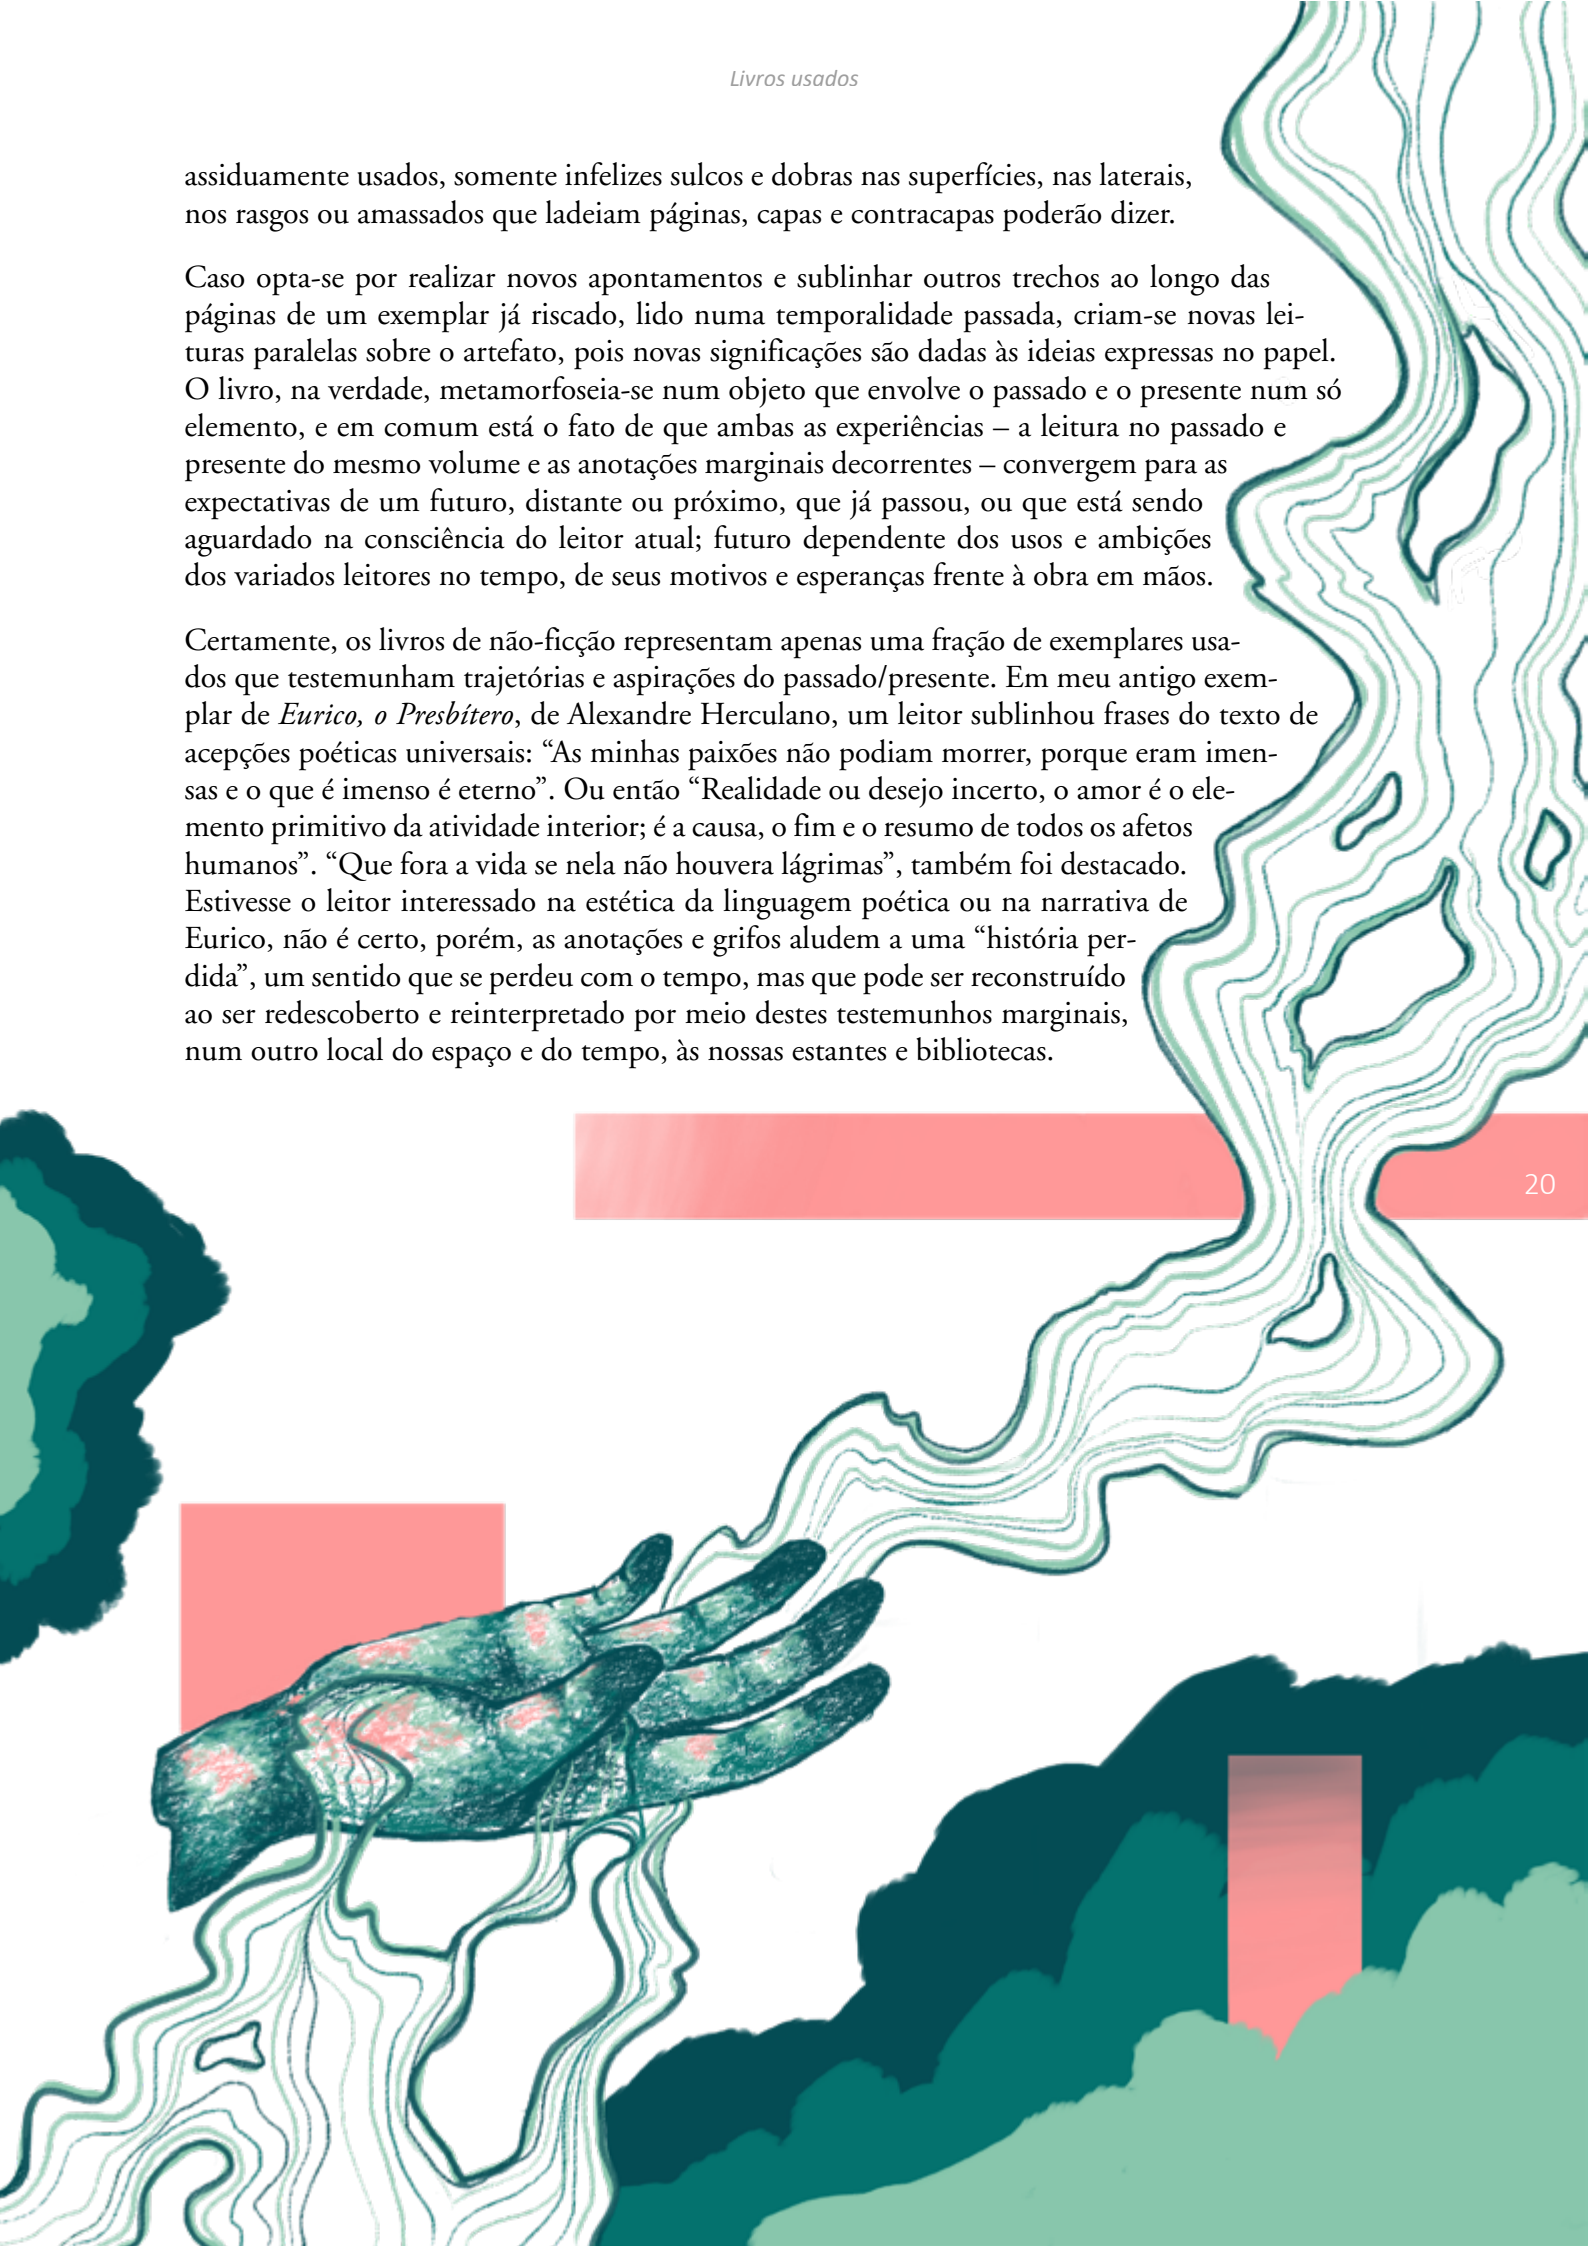 Livros usados
assiduamente usados, somente infelizes sulcos e dobras nas superfícies, nas laterais,
nos rasgos ou amassados que ladeiam páginas, capas e contracapas poderão dizer.
Caso opta-se por realizar novos apontamentos e sublinhar outros trechos ao longo das
páginas de um exemplar já riscado, lido numa temporalidade passada, criam-se novas lei-
turas paralelas sobre o artefato, pois novas significações são dadas às ideias expressas no papel.
O livro, na verdade, metamorfoseia-se num objeto que envolve o passado e o presente num só
elemento, e em comum está o fato de que ambas as experiências – a leitura no passado e
presente do mesmo volume e as anotações marginais decorrentes – convergem para as
expectativas de um futuro, distante ou próximo, que já passou, ou que está sendo
aguardado na consciência do leitor atual; futuro dependente dos usos e ambições
dos variados leitores no tempo, de seus motivos e esperanças frente à obra em mãos.
Certamente, os livros de não-ficção representam apenas uma fração de exemplares usa-
dos que testemunham trajetórias e aspirações do passado/presente. Em meu antigo exem-
plar de Eurico, o Presbítero, de Alexandre Herculano, um leitor sublinhou frases do texto de
acepções poéticas universais: “As minhas paixões não podiam morrer, porque eram imen-
sas e o que é imenso é eterno”. Ou então “Realidade ou desejo incerto, o amor é o ele-
mento primitivo da atividade interior; é a causa, o fim e o resumo de todos os afetos
humanos”. “Que fora a vida se nela não houvera lágrimas”, também foi destacado.
Estivesse o leitor interessado na estética da linguagem poética ou na narrativa de
Eurico, não é certo, porém, as anotações e grifos aludem a uma “história per-
dida”, um sentido que se perdeu com o tempo, mas que pode ser reconstruído
ao ser redescoberto e reinterpretado por meio destes testemunhos marginais,
num outro local do espaço e do tempo, às nossas estantes e bibliotecas.
20